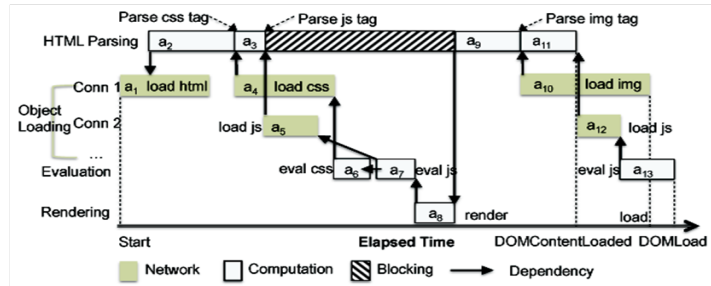 Parse css tag
Parse js tag
Parse img tag
HTML Parsing
a2
a3
a9
a11
Object Loading
Conn 1
a1 load html
a4 load css
a10 load img
Conn 2
load js
a5
a12
load js
...
Evaluation
eval css
a6
a7
eval js
eval js
a13
Rendering
a8
render
load
Start
Elapsed Time
DOMContentLoaded
DOMLoad
Network
Computation
Blocking
Dependency